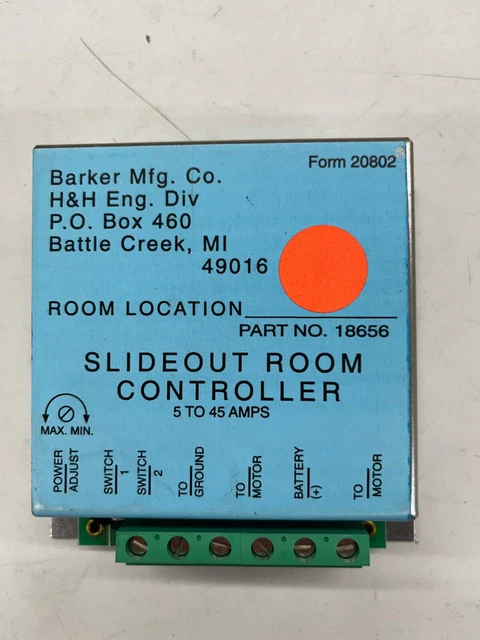 Form 20802
Barker Mfg. Co.
H&H Eng. Div
P.O. Box 460
Battle Creek, MI
49016
ROOM LOCATION
PART NO. 18656
SLIDEOUT ROOM
CONTROLLER
5 TO 45 AMPS
MAX. MIN.
POWER
ADJUST
SWITCH
1
SWITCH
2
TO
GROUND
TO
MOTOR
BATTERY
(+)
TO
MOTOR